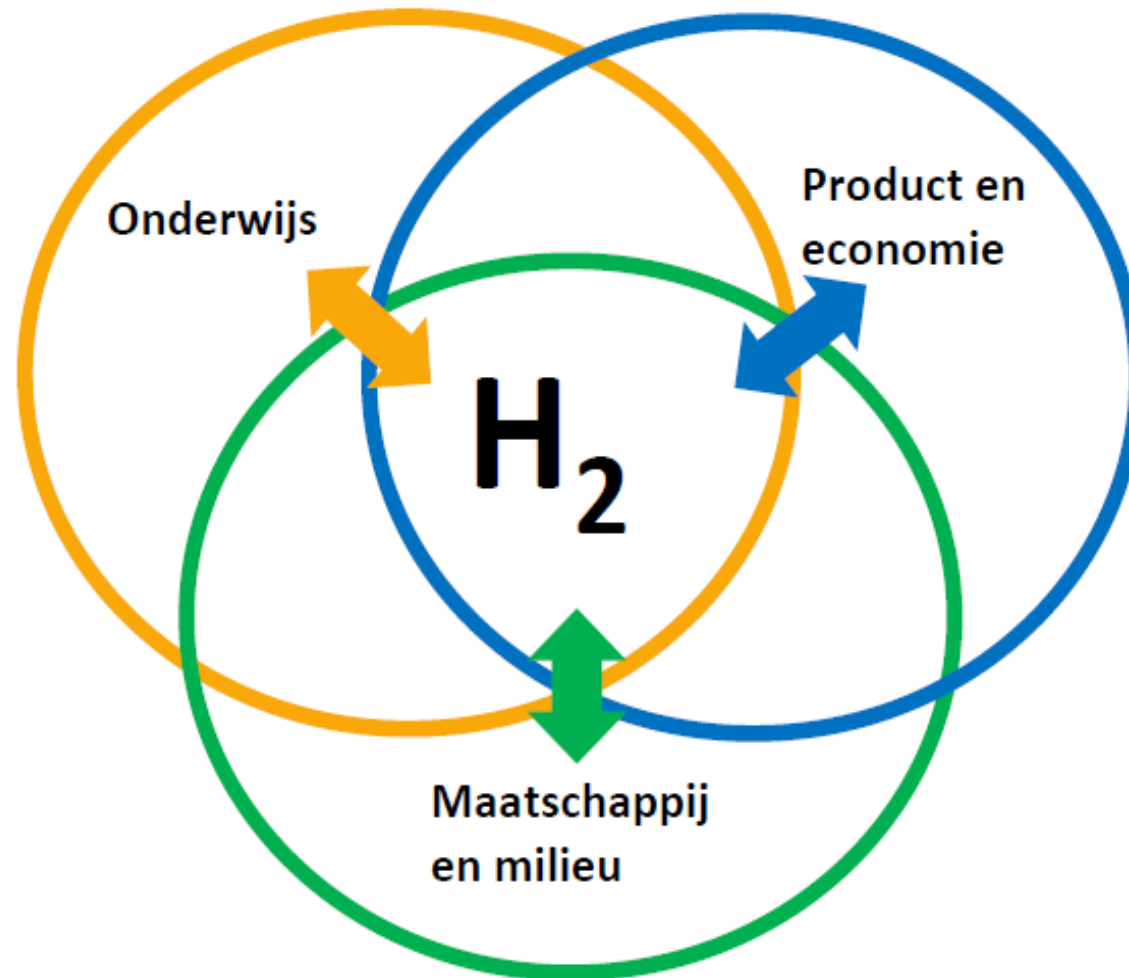 Onderwijs
Product en
economie
H₂
Maatschappij
en milieu